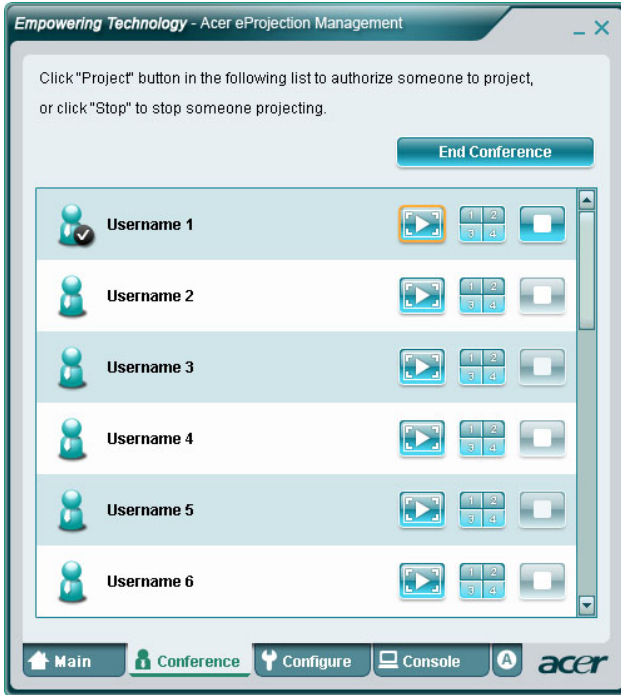 Empowering Technology - Acer eProjection Management
Click "Project" button in the following list to authorize someone to project,
or click "Stop" to stop someone projecting.
End Conference
Username 1
1 2
3 4
Username 2
1 2
3 4
Username 3
1 2
3 4
Username 4
1 2
3 4
Username 5
1 2
3 4
Username 6
1 2
3 4
Main Conference Configure Console A acer